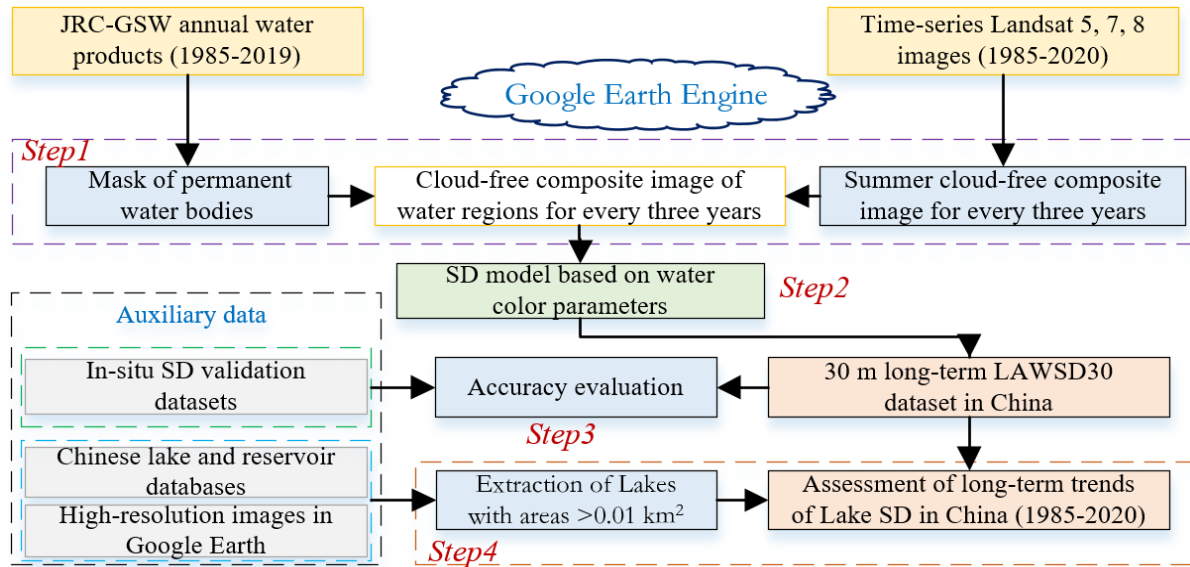 JRC-GSW annual water
products (1985-2019)
Time-series Landsat 5, 7, 8
images (1985-2020)
Google Earth Engine
Step1
Mask of permanent
water bodies
Cloud-free composite image of
water regions for every three years
Summer cloud-free composite
image for every three years
SD model based on water
color parameters
Step2
Auxiliary data
In-situ SD validation
datasets
Accuracy evaluation
30 m long-term LAWSD30
dataset in China
Step3
Chinese lake and reservoir
databases
High-resolution images in
Google Earth
Extraction of Lakes
with areas >0.01 km²
Assessment of long-term trends
of Lake SD in China (1985-2020)
Step4